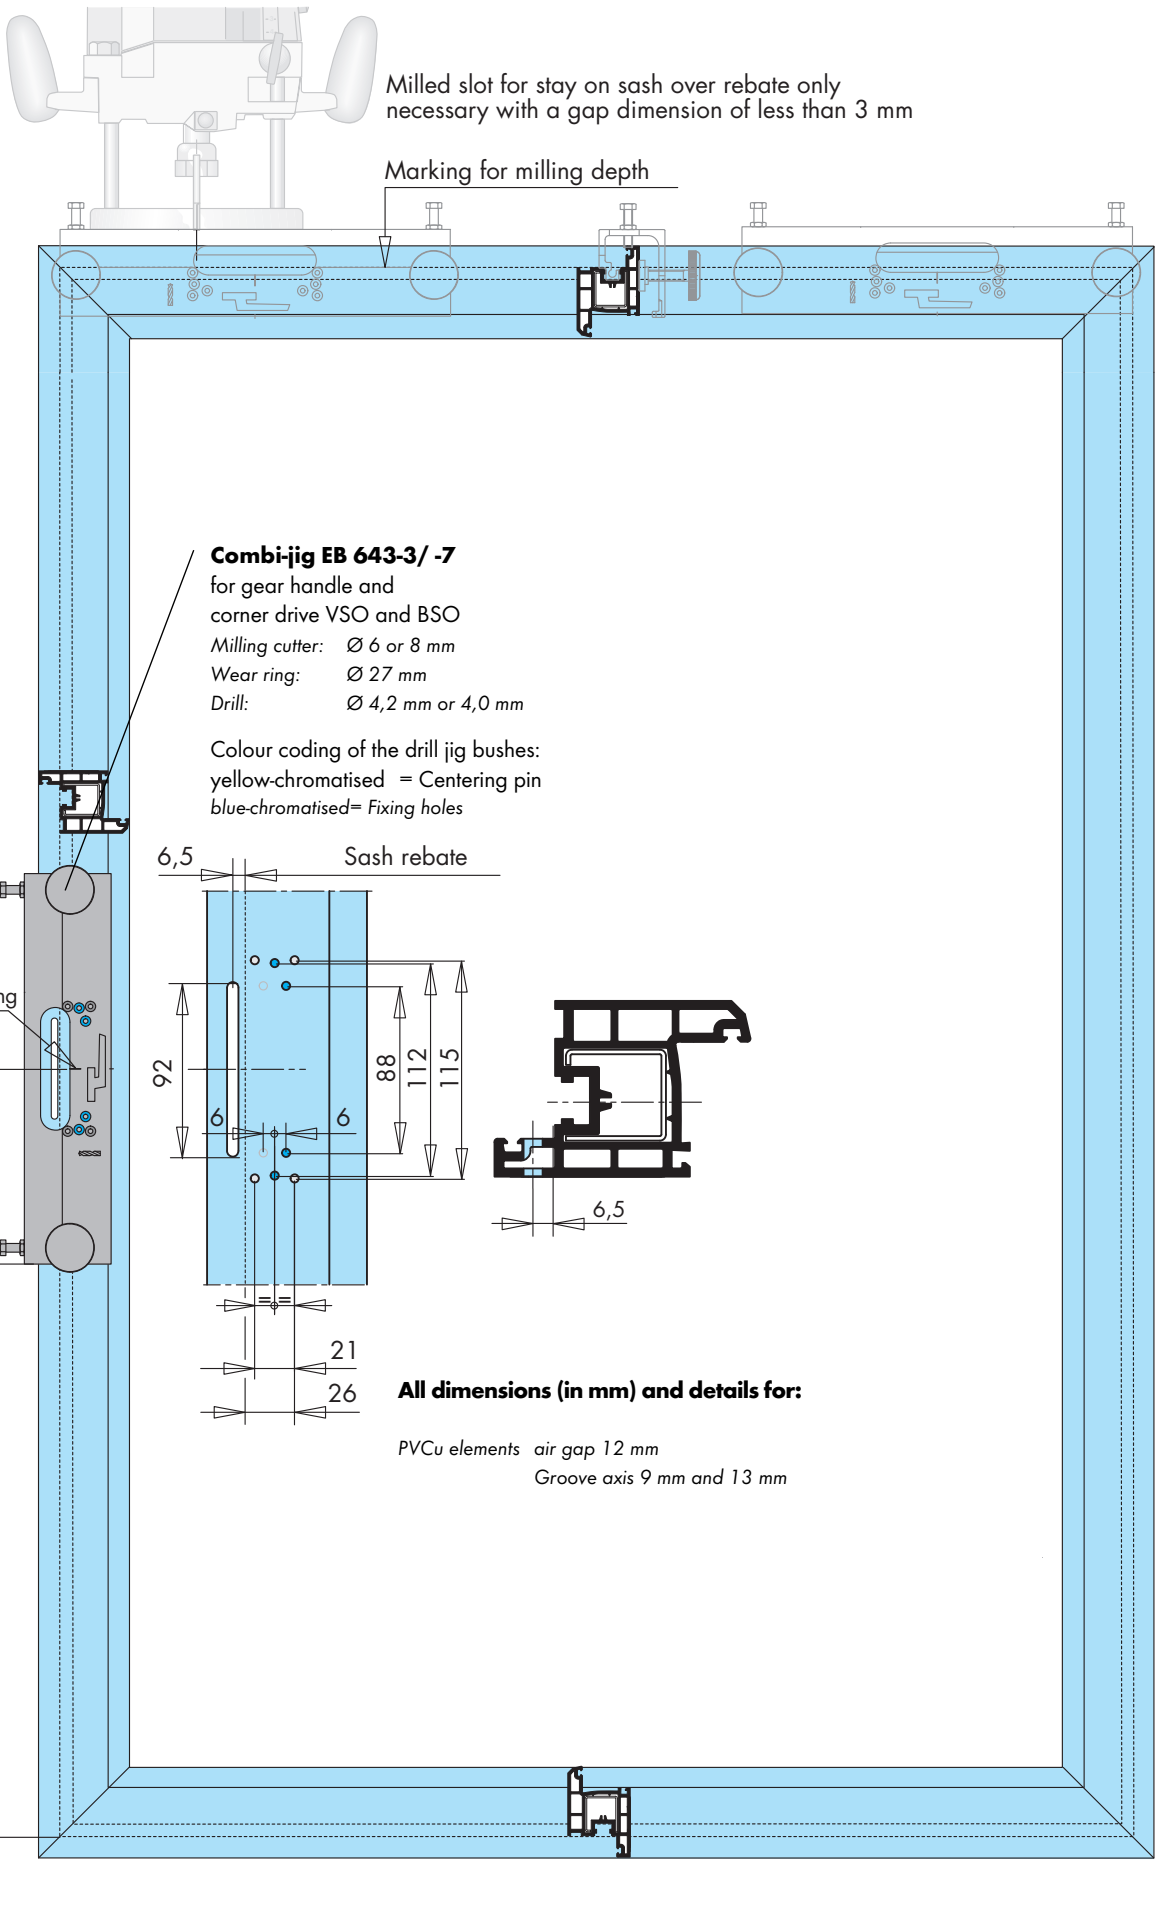 Milled slot for stay on sash over rebate only
necessary with a gap dimension of less than 3 mm
Marking for milling depth
Combi-jig EB 643-3/ -7
for gear handle and
corner drive VSO and BSO
Milling cutter: Ø 6 or 8 mm
Wear ring: Ø 27 mm
Drill: Ø 4,2 mm or 4,0 mm
Colour coding of the drill jig bushes:
yellow-chromatised = Centering pin
blue-chromatised= Fixing holes
6,5 Sash rebate
ng
92
88
112
115
6 6
6,5
= =
21
26
All dimensions (in mm) and details for:
PVCu elements air gap 12 mm
Groove axis 9 mm and 13 mm